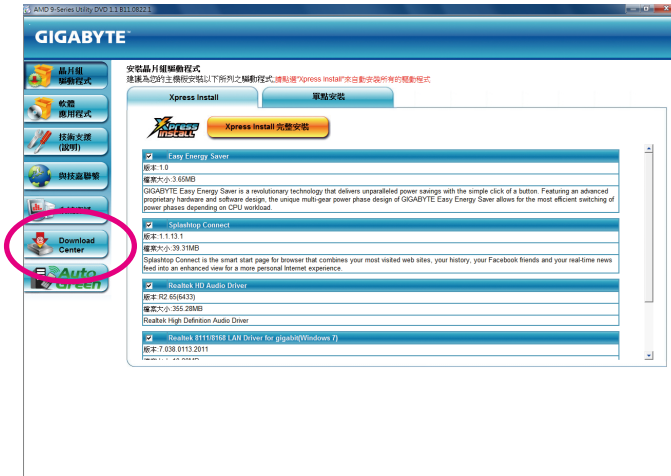 AMD 9-Series Utility DVD 1.1 B11.0822.1
GIGABYTE™
晶片組
驅動程式
軟體
應用程式
技術支援
(說明)
與技嘉聯繫
Download
Center
Auto
Green
安裝晶片組驅動程式
建議為您的主機板安裝以下所列之驅動程式,請點選"Xpress Install"來自動安裝所有的驅動程式
Xpress Install
單點安裝
Xpress
INSTALL
Xpress Install 完整安裝
Easy Energy Saver
版本:1.0
檔案大小:3.65MB
GIGABYTE Easy Energy Saver is a revolutionary technology that delivers unparalleled power savings with the simple click of a button. Featuring an advanced
proprietary hardware and software design, the unique multi-gear power phase design of GIGABYTE Easy Energy Saver allows for the most efficient switching of
power phases depending on CPU workload.
Splashtop Connect
版本:1.1.13.1
檔案大小:39.31MB
Splashtop Connect is the smart start page for browser that combines your most visited web sites, your history, your Facebook friends and your real-time news
feed into an enhanced view for a more personal Internet experience.
Realtek HD Audio Driver
版本:R2.65(6433)
檔案大小:355.28MB
Realtek High Definition Audio Driver
Realtek 8111/8168 LAN Driver for gigabit(Windows 7)
版本:7.038.0113.2011